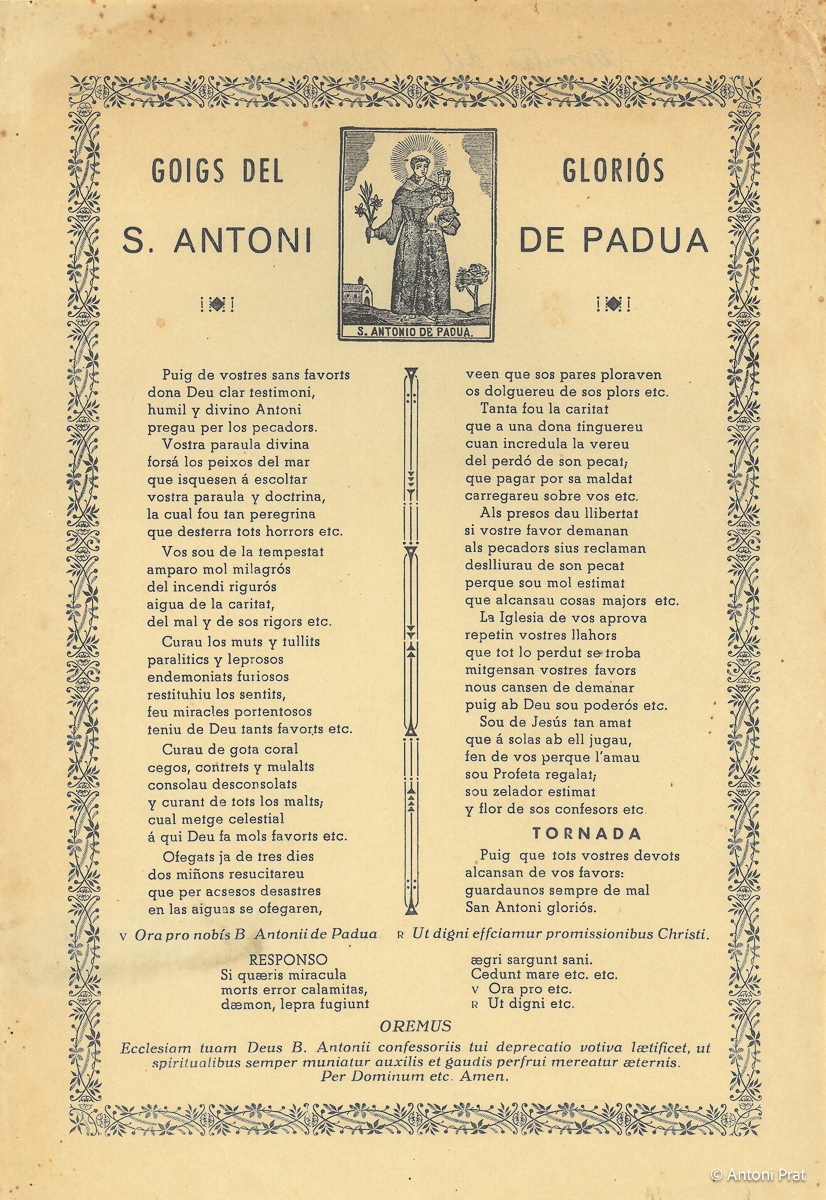 GOIGS DEL GLORIÓS
S. ANTONI DE PADUA
S. ANTONIO DE PADUA.
Puig de vostres sans favorts
dona Deu clar testimoni,
humil y divino Antoni
pregau per los pecadors.
Vostra paraula divina
forsá los peixos del mar
que isquesen á escoltar
vostra paraula y doctrina,
la cual fou tan peregrina
que desterra tots horrors etc.
Vos sou de la tempestat
amparo mol milagrós
del incendi rigurós
aigua de la caritat,
del mal y de sos rigors etc.
Curau los muts y tullits
paralitics y leprosos
endemoniats furiosos
restituhiu los sentits,
feu miracles portentosos
teniu de Deu tants favorts etc.
Curau de gota coral
cegos, contrets y malalts
consolau desconsolats
y curant de tots los malts;
cual metge celestial
á qui Deu fa mols favorts etc.
Ofegats ja de tres dies
dos miñons resucitareu
que per acsesos desastres
en las aiguas se ofegaren,
veen que sos pares ploraven
os dolguereu de sos plors etc.
Tanta fou la caritat
que a una dona tinguereu
cuan incredula la vereu
del perdó de son pecat;
que pagar por sa maldat
carregareu sobre vos etc.
Als presos dau llibertat
si vostre favor demanan
als pecadors sius reclaman
deslliurau de son pecat
perque sou mol estimat
que alcansau cosas majors etc.
La Iglesia de vos aprova
repetin vostres llahors
que tot lo perdut se troba
mitgensan vostres favors
nous cansen de demanar
puig ab Deu sou poderós etc.
Sou de Jesús tan amat
que á solas ab ell jugau,
fen de vos perque l'amau
sou Profeta regalat;
sou zelador estimat
y flor de sos confesors etc
TORNADA
Puig que tots vostres devots
alcansan de vos favors:
guardaunos sempre de mal
San Antoni gloriós.
V Ora pro nobís B Antonii de Padua R Ut digni effciamur promissionibus Christi.
RESPONSO
Si quæris miracula
morts error calamitas,
dæmon, lepra fugiunt
ægri sargunt sani.
Cedunt mare etc. etc.
V Ora pro etc.
R Ut digni etc.
OREMUS
Ecclesiam tuam Deus B. Antonii confessoriis tui deprecatio votiva lætificet, ut
spiritualibus semper muniatur auxilis et gaudis perfrui mereatur æternis.
Per Dominum etc. Amen.
© Antoni Prat